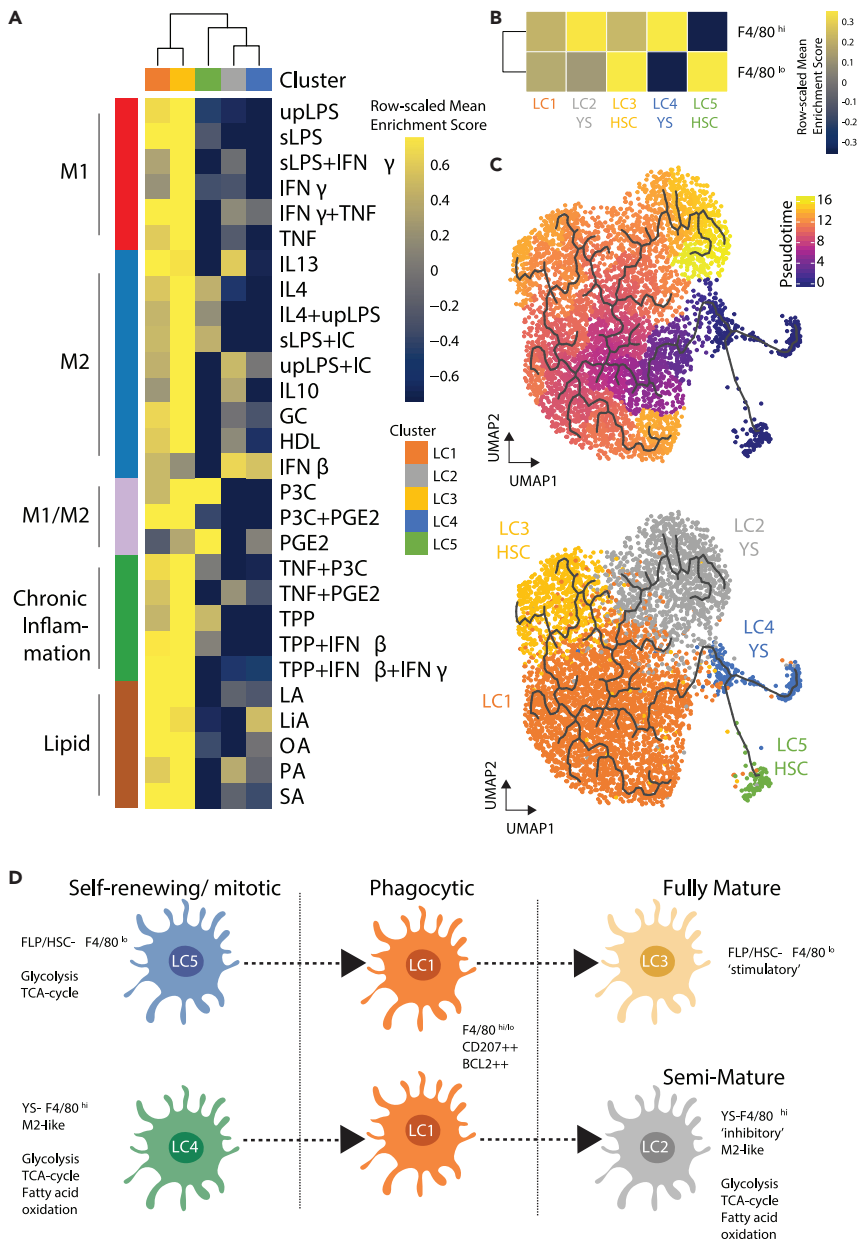 A
Cluster
upLPS
sLPS
sLPS+IFN γ
IFN γ
IFN γ+TNF
TNF
IL13
IL4
IL4+upLPS
sLPS+IC
upLPS+IC
IL10
GC
HDL
IFN β
P3C
P3C+PGE2
PGE2
TNF+P3C
TNF+PGE2
TPP
TPP+IFN β
TPP+IFN β+IFN γ
LA
LiA
OA
PA
SA
M1
M2
M1/M2
Chronic
Inflam-
mation
Lipid
Row-scaled Mean
Enrichment Score
0.6
0.4
0.2
0
−0.2
−0.4
−0.6
Cluster
LC1
LC2
LC3
LC4
LC5
B
F4/80 hi
F4/80 lo
LC1
LC2
YS
LC3
HSC
LC4
YS
LC5
HSC
Row-scaled Mean
Enrichment Score
0.3
0.2
0.1
0
-0.1
-0.2
-0.3
C
Pseudotime
16
12
8
4
0
UMAP2
UMAP1
LC3
HSC
LC2
YS
LC4
YS
LC1
LC5
HSC
UMAP2
UMAP1
D
Self-renewing/ mitotic
Phagocytic
Fully Mature
FLP/HSC- F4/80 lo
Glycolysis
TCA-cycle
LC5
LC1
LC3
FLP/HSC- F4/80 lo
'stimulatory'
F4/80 hi/lo
CD207++
BCL2++
Semi-Mature
YS- F4/80 hi
M2-like
Glycolysis
TCA-cycle
Fatty acid
oxidation
LC4
LC1
LC2
YS-F4/80 hi
'inhibitory'
M2-like
Glycolysis
TCA-cycle
Fatty acid
oxidation